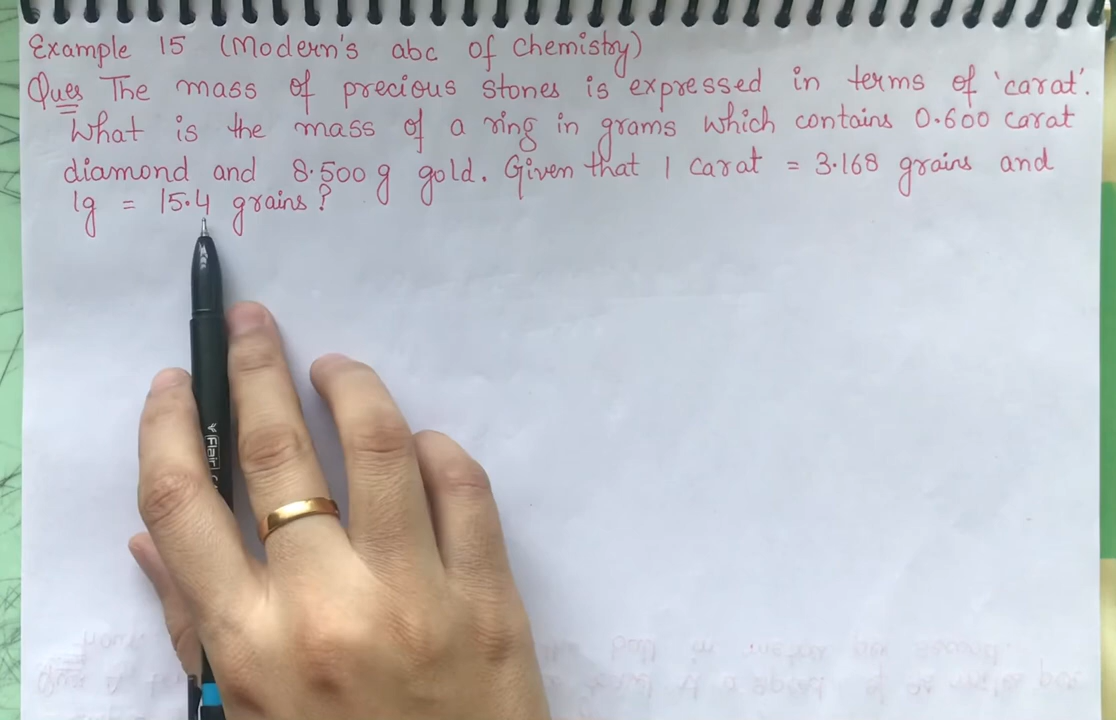 Example 15 (Modern's abc of Chemistry)
Ques The mass of precious stones is expressed in terms of 'carat'.
What is the mass of a ring in grams which contains 0.600 carat
diamond and 8.500 g gold. Given that 1 carat = 3.168 grains and
1g = 15.4 grains?
Flair